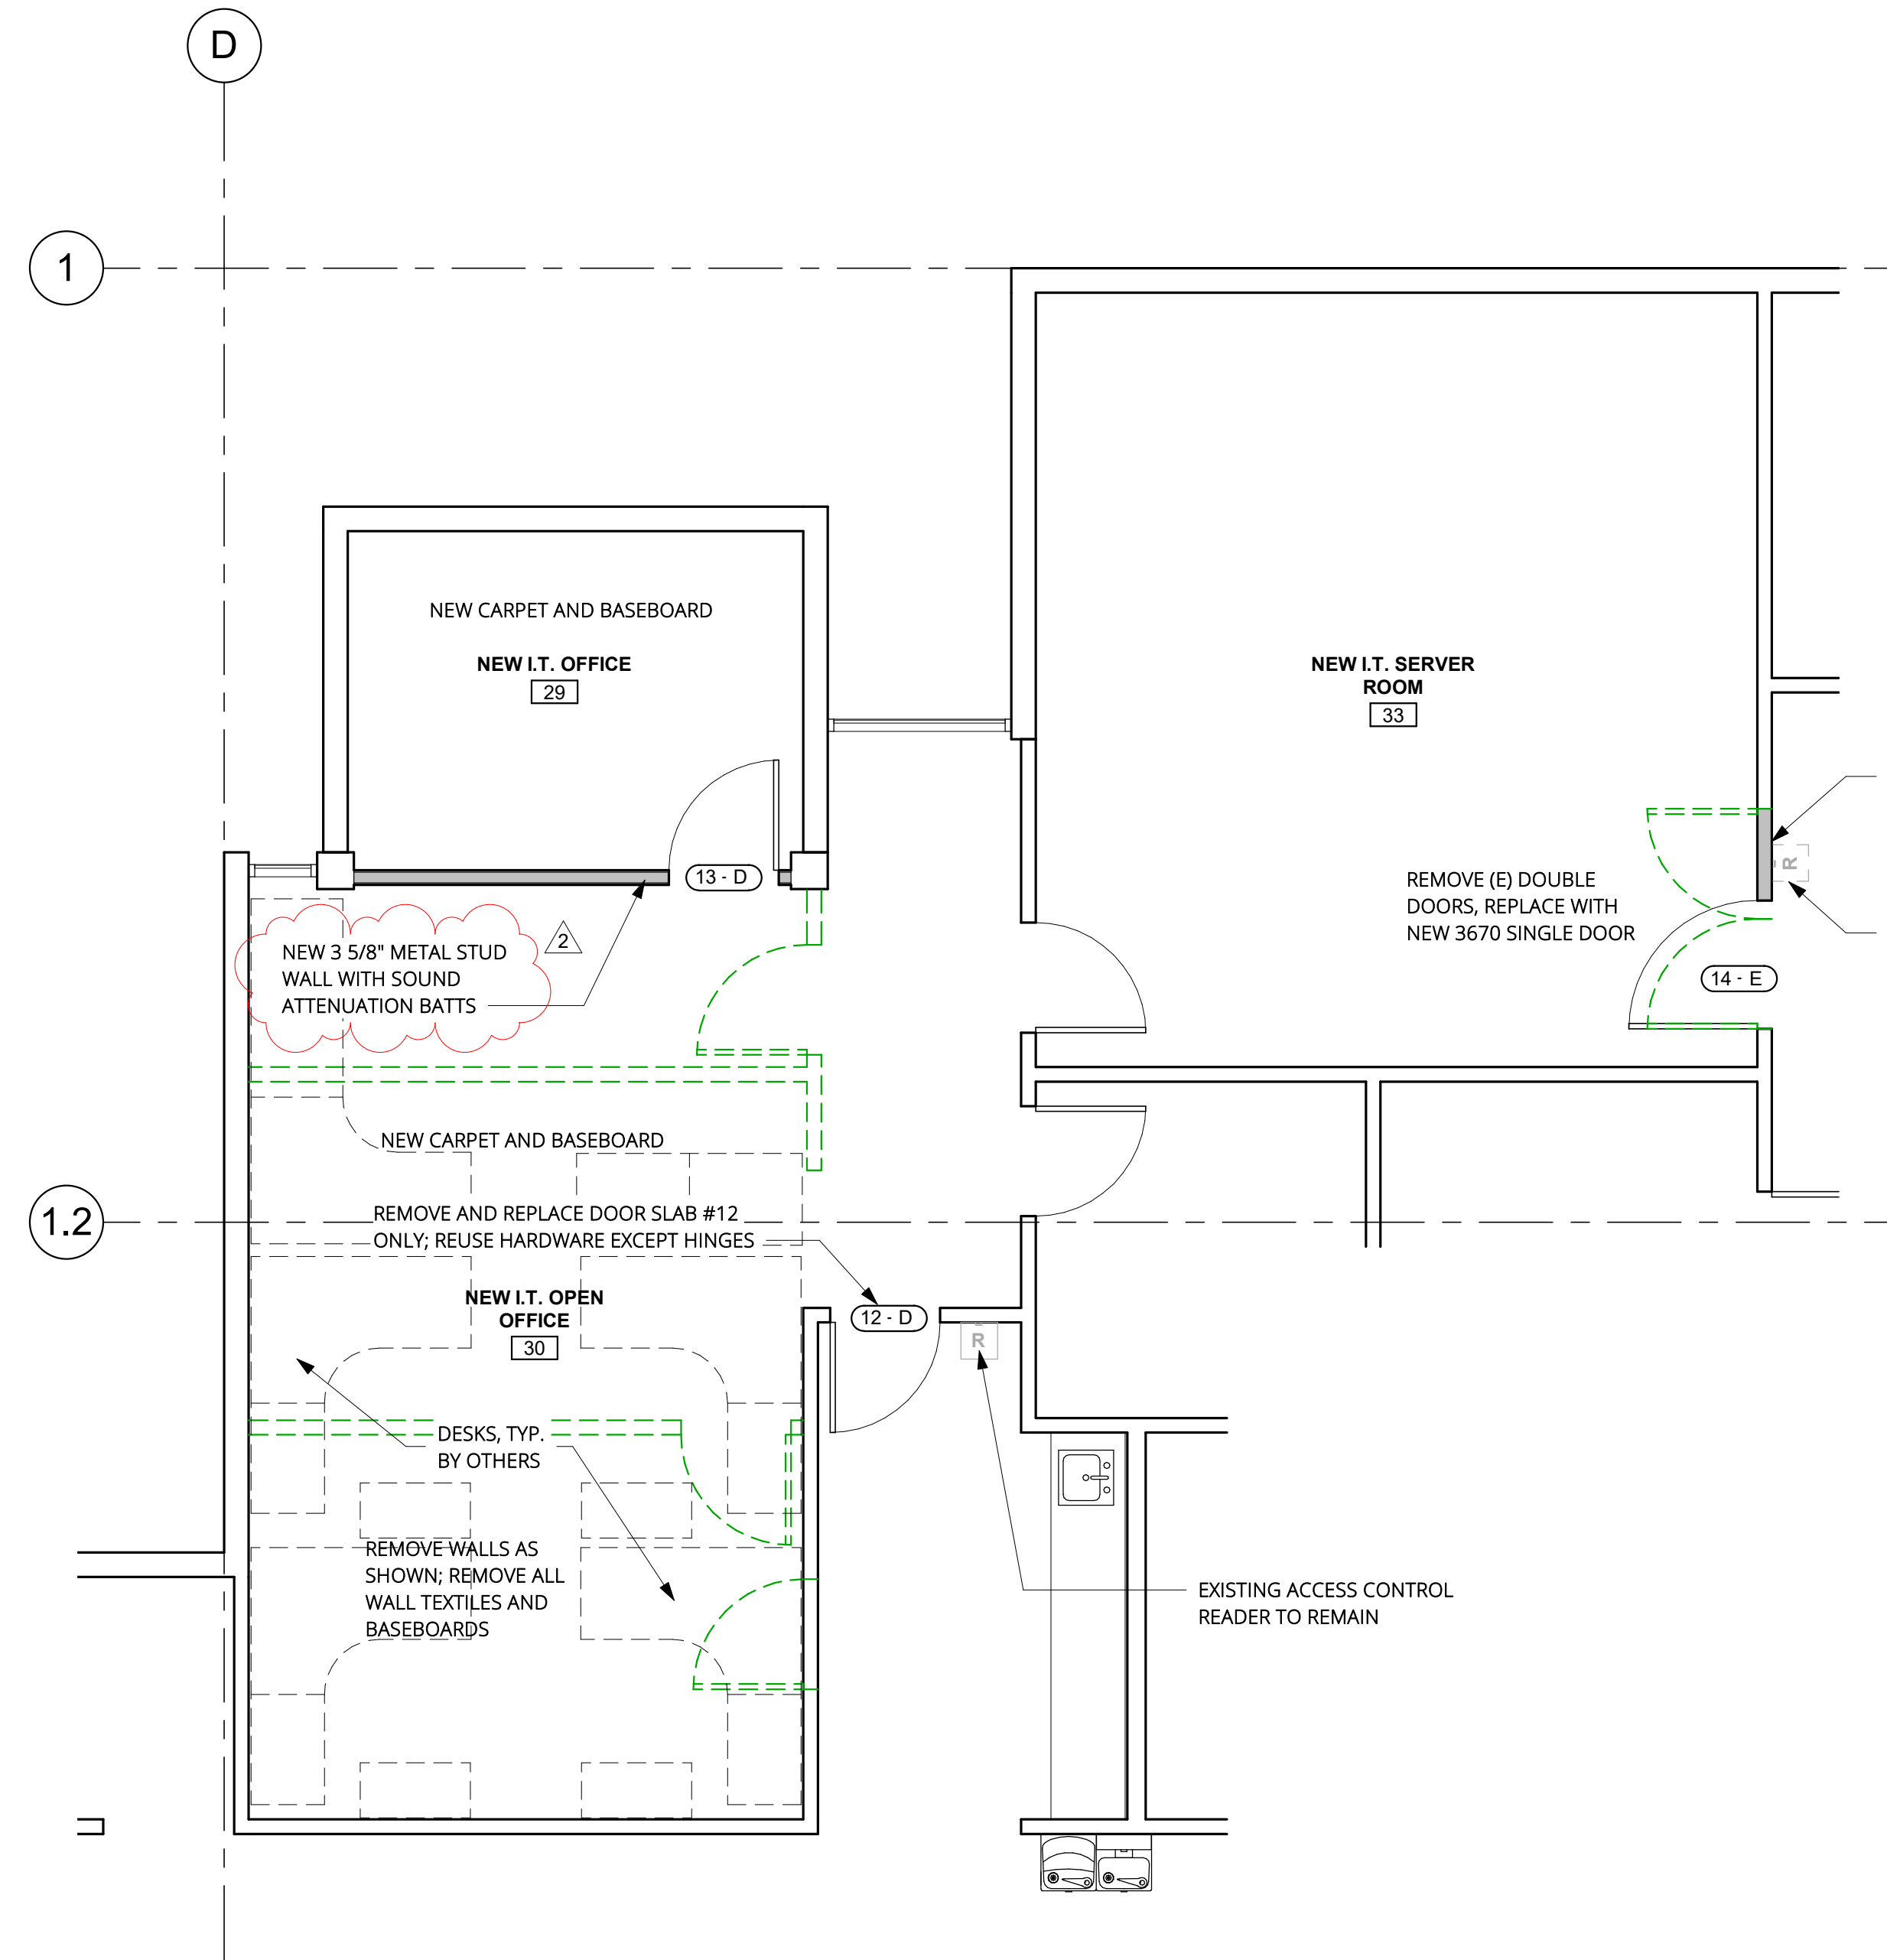 D
1
NEW CARPET AND BASEBOARD
NEW I.T. OFFICE
29
NEW I.T. SERVER
ROOM
33
R
13 - D
REMOVE (E) DOUBLE
DOORS, REPLACE WITH
NEW 3670 SINGLE DOOR
14 - E
NEW 3 5/8" METAL STUD
WALL WITH SOUND
ATTENUATION BATTS
2
NEW CARPET AND BASEBOARD
1.2
REMOVE AND REPLACE DOOR SLAB #12
ONLY; REUSE HARDWARE EXCEPT HINGES
NEW I.T. OPEN
OFFICE
30
12 - D
R
DESKS, TYP.
BY OTHERS
REMOVE WALLS AS
SHOWN; REMOVE ALL
WALL TEXTILES AND
BASEBOARDS
EXISTING ACCESS CONTROL
READER TO REMAIN